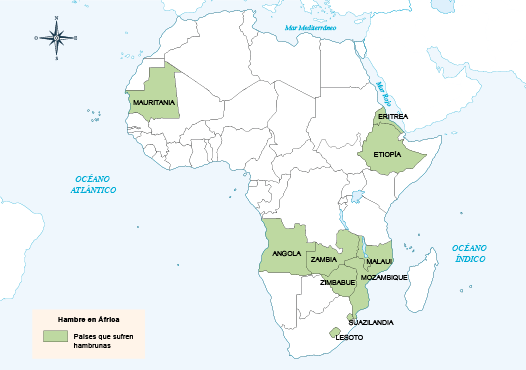 Mar Mediterráneo
N
O
E
S
Mar Rojo
MAURITANIA
ERITREA
ETIOPÍA
OCÉANO
ATLÁNTICO
ANGOLA
ZAMBIA
MALAUI
OCÉANO
ÍNDICO
MOZAMBIQUE
ZIMBABUE
SUAZILANDIA
LESOTO
Hambre en África
Países que sufren
hambrunas